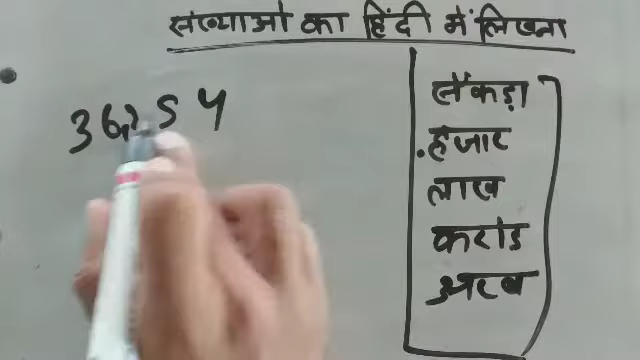 संख्याओं का हिंदी में लिखना
सैंकड़ा
हजार
लाख
करोड
अरब